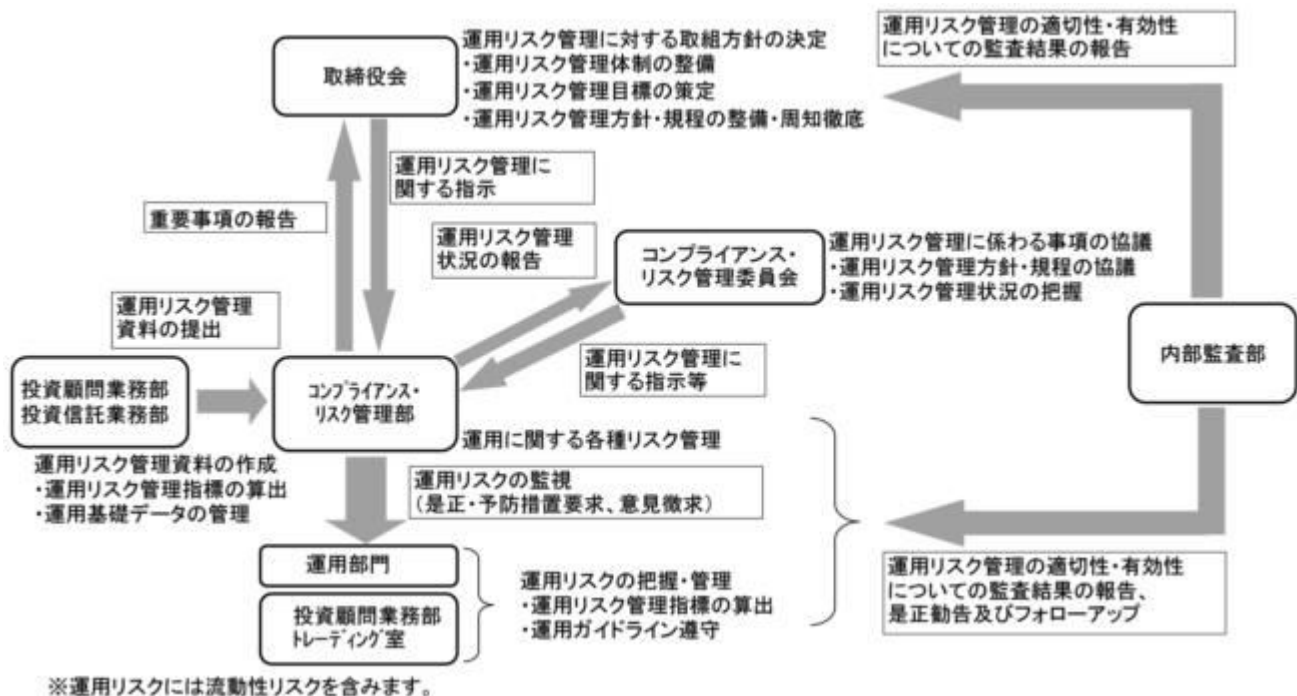 取締役会
運用リスク管理に対する取組方針の決定
・運用リスク管理体制の整備
・運用リスク管理目標の策定
・運用リスク管理方針・規程の整備・周知徹底
運用リスク管理の適切性・有効性
についての監査結果の報告
運用リスク管理に
関する指示
重要事項の報告
運用リスク管理
状況の報告
コンプライアンス・
リスク管理委員会
運用リスク管理に係わる事項の協議
・運用リスク管理方針・規程の協議
・運用リスク管理状況の把握
運用リスク管理
資料の提出
運用リスク管理に
関する指示等
内部監査部
投資顧問業務部
投資信託業務部
コンプライアンス・
リスク管理部
運用に関する各種リスク管理
運用リスク管理資料の作成
・運用リスク管理指標の算出
・運用基礎データの管理
運用リスクの監視
(是正・予防措置要求、意見徴求)
運用部門
投資顧問業務部
トレーディング室
運用リスクの把握・管理
・運用リスク管理指標の算出
・運用ガイドライン遵守
運用リスク管理の適切性・有効性
についての監査結果の報告、
是正勧告及びフォローアップ
※運用リスクには流動性リスクを含みます。